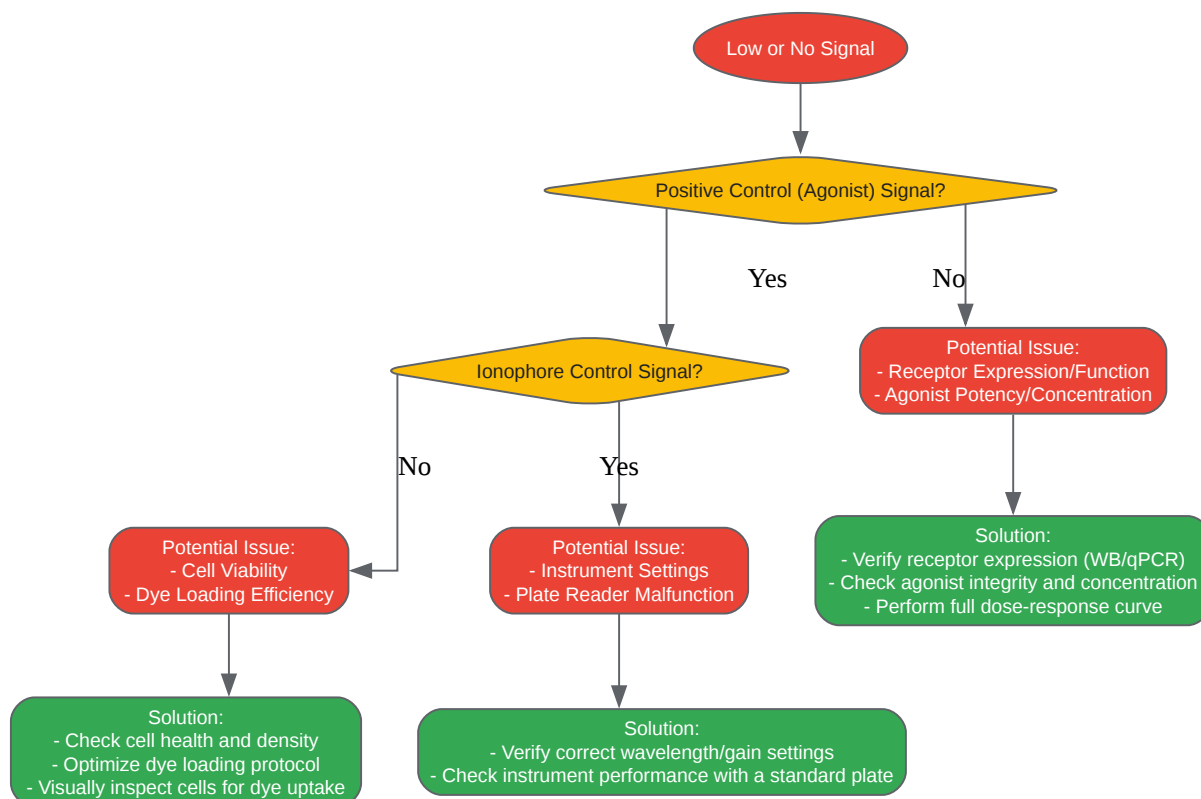 Low or No Signal
Positive Control (Agonist) Signal?
Yes
No
Ionophore Control Signal?
Potential Issue:
- Receptor Expression/Function
- Agonist Potency/Concentration
No
Yes
Potential Issue:
- Cell Viability
- Dye Loading Efficiency
Potential Issue:
- Instrument Settings
- Plate Reader Malfunction
Solution:
- Verify receptor expression (WB/qPCR)
- Check agonist integrity and concentration
- Perform full dose-response curve
Solution:
- Check cell health and density
- Optimize dye loading protocol
- Visually inspect cells for dye uptake
Solution:
- Verify correct wavelength/gain settings
- Check instrument performance with a standard plate